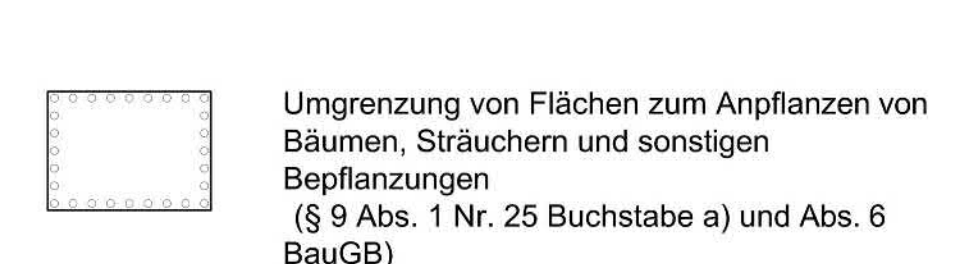 Umgrenzung von Flächen zum Anpflanzen von
Bäumen, Sträuchern und sonstigen
Bepflanzungen
(§ 9 Abs. 1 Nr. 25 Buchstabe a) und Abs. 6
BauGB)